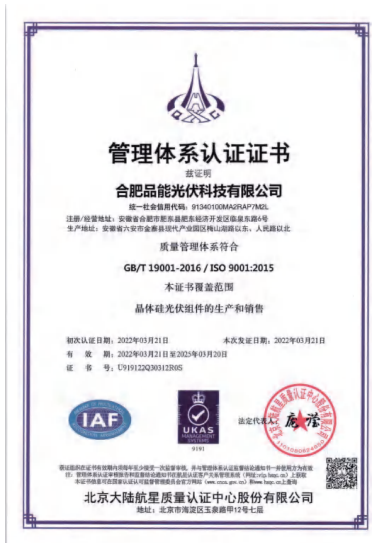 管理体系认证证书
兹证明
合肥品能光伏科技有限公司
统一社会信用代码：91340100MA2RAP7M2L
注册/经营地址：安徽省合肥市肥东县肥东经济开发区临泉东路6号
生产地址：安徽省六安市金寨县现代产业园区梅山湖路以东、人民路以北
质量管理体系符合
GB/T 19001-2016 / ISO 9001:2015
本证书覆盖范围
晶体硅光伏组件的生产和销售
初次认证日期：2022年03月21日 本次发证日期：2022年03月21日
有 效 期：2022年03月21日至2025年03月20日
证 书 号：U919122Q30312R0S
IAF
UKAS
MANAGEMENT
SYSTEMS
9191
法定代表人：
北京大陆航星质量认证中心股份有限公司
地址：北京市海淀区玉泉路甲12号七层